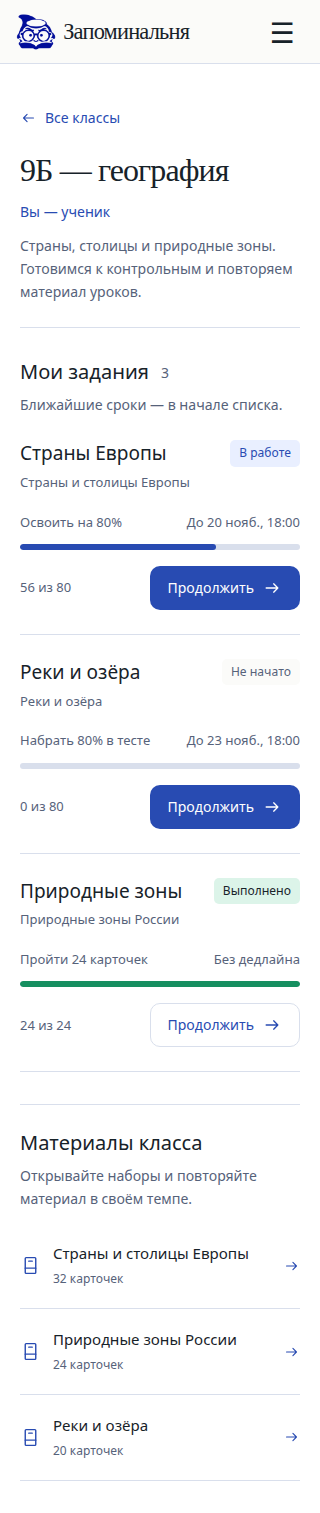 Запоминальня
← Все классы
9Б — география
Вы — ученик
Страны, столицы и природные зоны.
Готовимся к контрольным и повторяем
материал уроков.
Мои задания 3
Ближайшие сроки — в начале списка.
Страны Европы В работе
Страны и столицы Европы
Освоить на 80% До 20 нояб., 18:00
56 из 80 Продолжить →
Реки и озёра Не начато
Реки и озёра
Набрать 80% в тесте До 23 нояб., 18:00
0 из 80 Продолжить →
Природные зоны Выполнено
Природные зоны России
Пройти 24 карточек Без дедлайна
24 из 24 Продолжить →
Материалы класса
Открывайте наборы и повторяйте
материал в своём темпе.
Страны и столицы Европы →
32 карточек
Природные зоны России →
24 карточек
Реки и озёра →
20 карточек